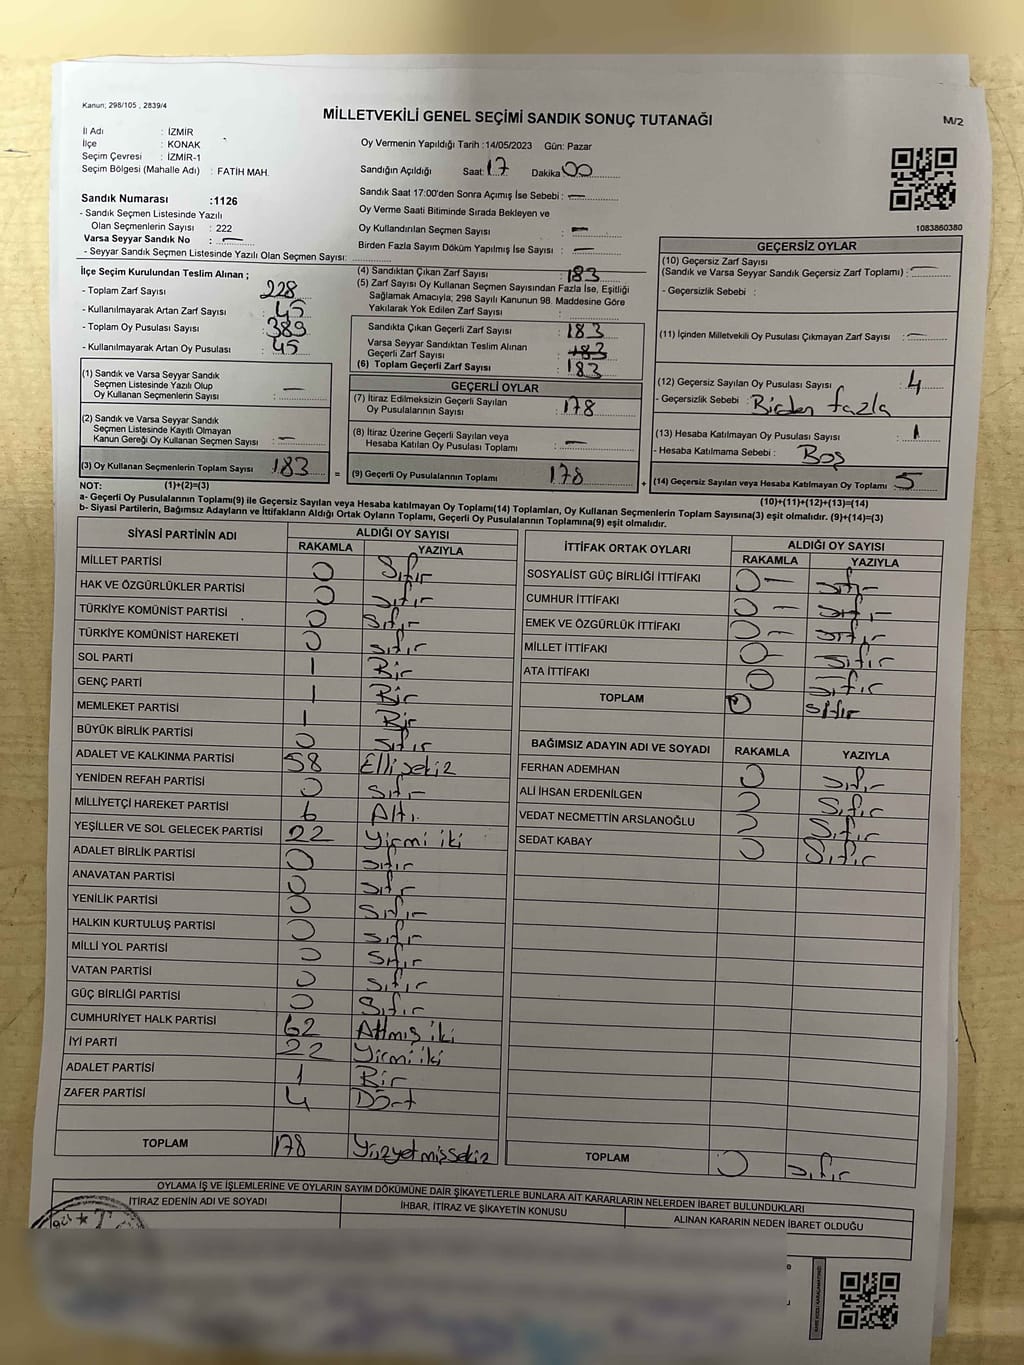 Kanun; 298/105 , 2839/4
MİLLETVEKİLİ GENEL SEÇİMİ SANDIK SONUÇ TUTANAĞI
M/2
İl Adı : İZMİR
İlçe : KONAK
Seçim Çevresi : İZMİR-1
Seçim Bölgesi (Mahalle Adı) : FATİH MAH.
Oy Vermenin Yapıldığı Tarih :14/05/2023 Gün: Pazar
Sandığın Açıldığı Saat: 17 Dakika 00
Sandık Saat 17:00'den Sonra Açımış İse Sebebi : —
Oy Verme Saati Bitiminde Sırada Bekleyen ve
Oy Kullandırılan Seçmen Sayısı : —
Birden Fazla Sayım Döküm Yapılmış İse Sayısı : —
1083860380
Sandık Numarası :1126
- Sandık Seçmen Listesinde Yazılı
Olan Seçmenlerin Sayısı : 222
Varsa Seyyar Sandık No : —
- Seyyar Sandık Seçmen Listesinde Yazılı Olan Seçmen Sayısı:
İlçe Seçim Kurulundan Teslim Alınan ;
- Toplam Zarf Sayısı : 228
- Kullanılmayarak Artan Zarf Sayısı : 45
- Toplam Oy Pusulası Sayısı : 389
- Kullanılmayarak Artan Oy Pusulası : 45
(1) Sandık ve Varsa Seyyar Sandık
Seçmen Listesinde Yazılı Olup
Oy Kullanan Seçmenlerin Sayısı : —
(2) Sandık ve Varsa Seyyar Sandık
Seçmen Listesinde Kayıtlı Olmayan
Kanun Gereği Oy Kullanan Seçmen Sayısı : —
(3) Oy Kullanan Seçmenlerin Toplam Sayısı : 183
(4) Sandıktan Çıkan Zarf Sayısı : 183
(5) Zarf Sayısı Oy Kullanan Seçmen Sayısından Fazla İse, Eşitliği
Sağlamak Amacıyla; 298 Sayılı Kanunun 98. Maddesine Göre
Yakılarak Yok Edilen Zarf Sayısı :
Sandıkta Çıkan Geçerli Zarf Sayısı : 183
Varsa Seyyar Sandıktan Teslim Alınan
Geçerli Zarf Sayısı : 183
(6) Toplam Geçerli Zarf Sayısı : 183
GEÇERLİ OYLAR
(7) İtiraz Edilmeksizin Geçerli Sayılan
Oy Pusulalarının Sayısı : 178
(8) İtiraz Üzerine Geçerli Sayılan veya
Hesaba Katılan Oy Pusulası Toplamı : —
= (9) Geçerli Oy Pusulalarının Toplamı : 178
GEÇERSİZ OYLAR
(10) Geçersiz Zarf Sayısı
(Sandık ve Varsa Seyyar Sandık Geçersiz Zarf Toplamı) : —
- Geçersizlik Sebebi :
(11) İçinden Milletvekili Oy Pusulası Çıkmayan Zarf Sayısı : —
(12) Geçersiz Sayılan Oy Pusulası Sayısı : 4
- Geçersizlik Sebebi : Birden fazla
(13) Hesaba Katılmayan Oy Pusulası Sayısı : 1
- Hesaba Katılmama Sebebi : Boş
+ (14) Geçersiz Sayılan veya Hesaba Katılmayan Oy Toplamı : 5
NOT: (1)+(2)=(3)
(10)+(11)+(12)+(13)=(14)
a- Geçerli Oy Pusulalarının Toplamı(9) ile Geçersiz Sayılan veya Hesaba katılmayan Oy Toplamı(14) Toplamları, Oy Kullanan Seçmenlerin Toplam Sayısına(3) eşit olmalıdır. (9)+(14)=(3)
b- Siyasi Partilerin, Bağımsız Adayların ve İttifakların Aldığı Ortak Oyların Toplamı, Geçerli Oy Pusulalarının Toplamına(9) eşit olmalıdır.
SİYASİ PARTİNİN ADI ALDIĞI OY SAYISI
RAKAMLA YAZIYLA
MİLLET PARTİSİ 0 Sıfır
HAK VE ÖZGÜRLÜKLER PARTİSİ 0 sıfır
TÜRKİYE KOMÜNİST PARTİSİ 0 Sıfır
TÜRKİYE KOMÜNİST HAREKETİ 0 sıfır
SOL PARTİ 1 Bir
GENÇ PARTİ 1 Bir
MEMLEKET PARTİSİ 1 Bir
BÜYÜK BİRLİK PARTİSİ 0 sıfır
ADALET VE KALKINMA PARTİSİ 58 Ellisekiz
YENİDEN REFAH PARTİSİ 0 Sıfır
MİLLİYETÇİ HAREKET PARTİSİ 6 Altı
YEŞİLLER VE SOL GELECEK PARTİSİ 22 Yirmi iki
ADALET BİRLİK PARTİSİ 0 sıfır
ANAVATAN PARTİSİ 0 sıfır
YENİLİK PARTİSİ 0 Sıfır
HALKIN KURTULUŞ PARTİSİ 0 sıfır
MİLLİ YOL PARTİSİ 0 Sıfır
VATAN PARTİSİ 0 sıfır
GÜÇ BİRLİĞİ PARTİSİ 0 Sıfır
CUMHURİYET HALK PARTİSİ 62 Altmış iki
İYİ PARTİ 22 Yirmi iki
ADALET PARTİSİ 1 Bir
ZAFER PARTİSİ 4 Dört
TOPLAM 178 Yüzyetmişsekiz
İTTİFAK ORTAK OYLARI ALDIĞI OY SAYISI
RAKAMLA YAZIYLA
SOSYALİST GÜÇ BİRLİĞİ İTTİFAKI 0 — sıfır
CUMHUR İTTİFAKI 0 — sıfır
EMEK VE ÖZGÜRLÜK İTTİFAKI 0 — sıfır
MİLLET İTTİFAKI 0 — sıfır
ATA İTTİFAKI 0 sıfır
TOPLAM 0 sıfır
BAĞIMSIZ ADAYIN ADI VE SOYADI RAKAMLA YAZIYLA
FERHAN ADEMHAN 0 sıfır
ALİ İHSAN ERDENİLGEN 0 Sıfır
VEDAT NECMETTİN ARSLANOĞLU 0 Sıfır
SEDAT KABAY 0 Sıfır
TOPLAM 0 sıfır
OYLAMA İŞ VE İŞLEMLERİNE VE OYLARIN SAYIM DÖKÜMÜNE DAİR ŞİKAYETLERLE BUNLARA AİT KARARLARIN NELERDEN İBARET BULUNDUKLARI
İTİRAZ EDENİN ADI VE SOYADI
İHBAR, İTİRAZ VE ŞİKAYETİN KONUSU
ALINAN KARARIN NEDEN İBARET OLDUĞU